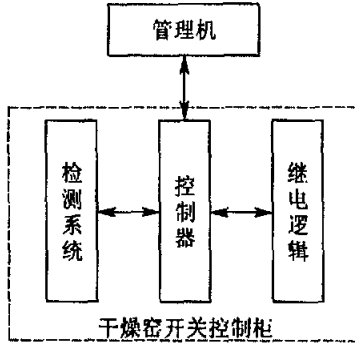 管理机
检测系统
控制器
继电逻辑
干燥窑开关控制柜